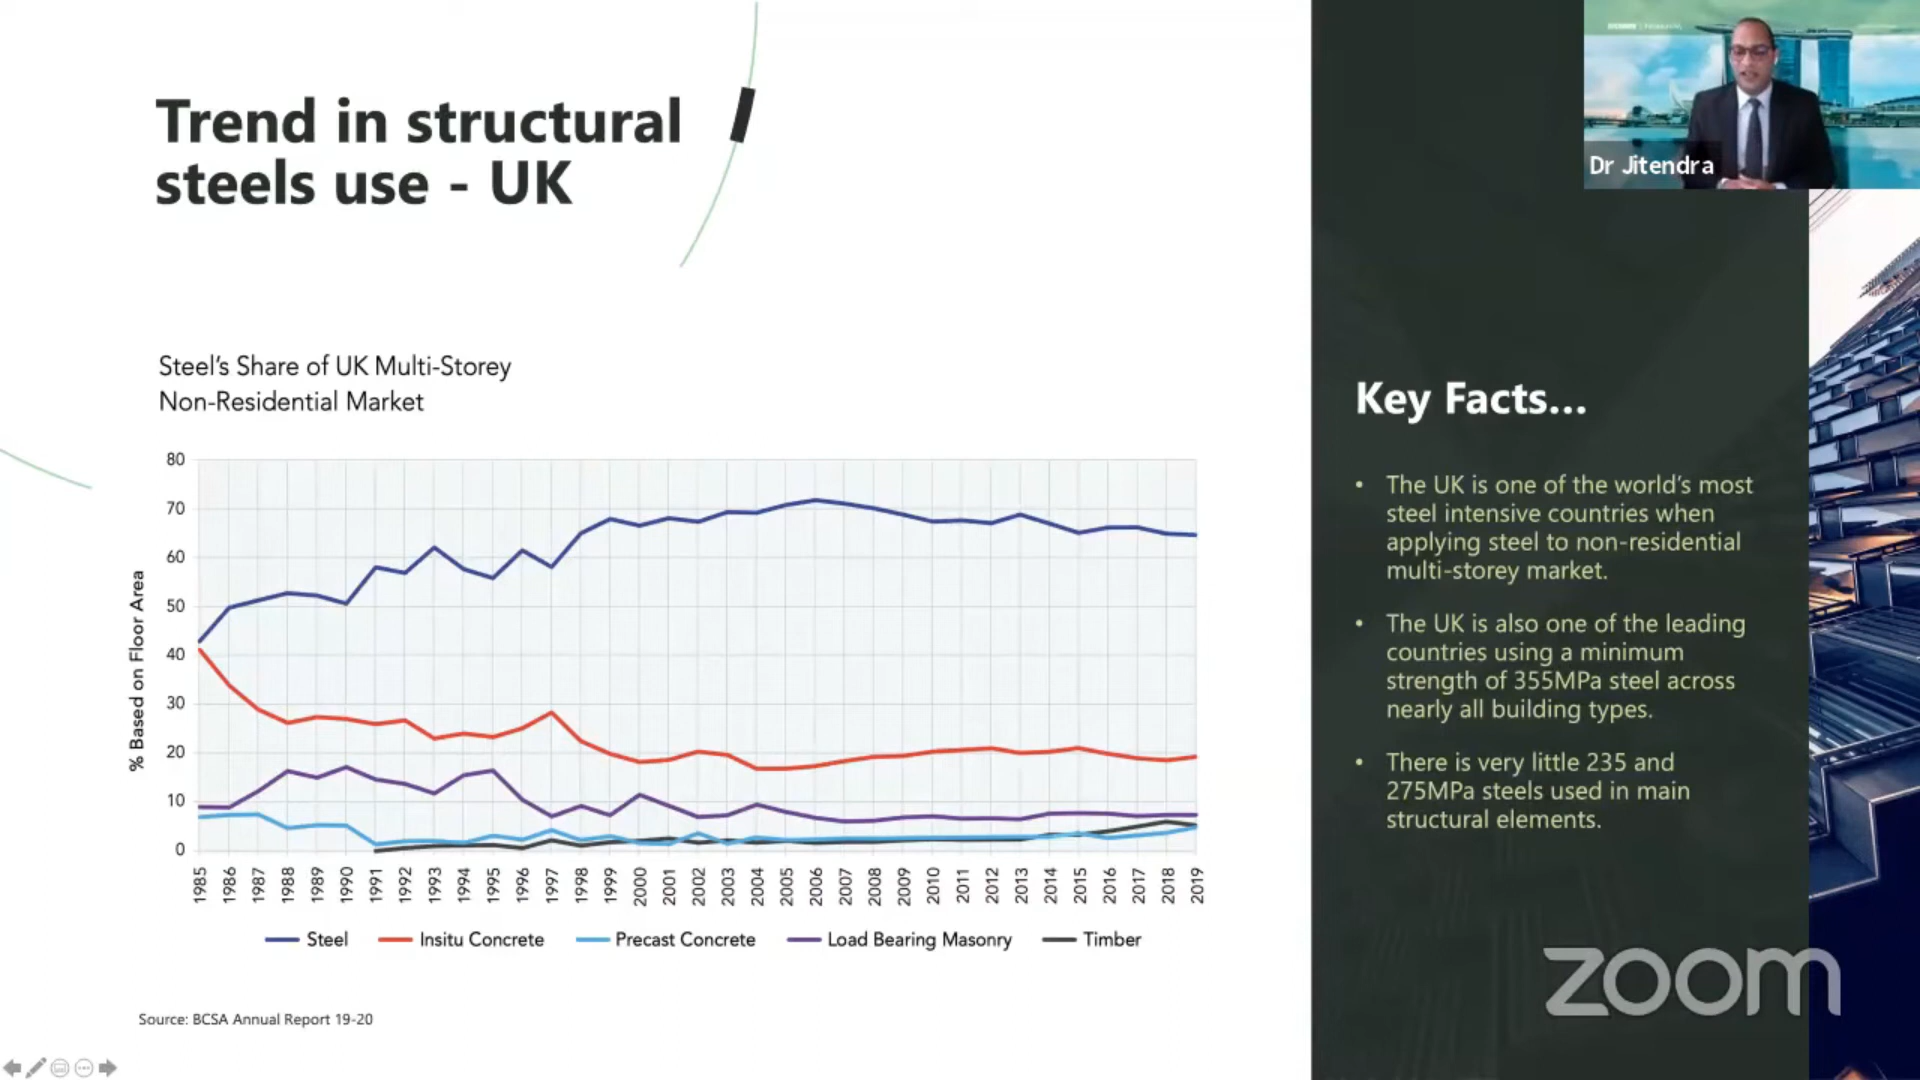 Trend in structural
steels use - UK
Steel's Share of UK Multi-Storey
Non-Residential Market
% Based on Floor Area
80
70
60
50
40
30
20
10
0
1985 1986 1987 1988 1989 1990 1991 1992 1993 1994 1995 1996 1997 1998 1999 2000 2001 2002 2003 2004 2005 2006 2007 2008 2009 2010 2011 2012 2013 2014 2015 2016 2017 2018 2019
Steel Insitu Concrete Precast Concrete Load Bearing Masonry Timber
Source: BCSA Annual Report 19-20
Dr Jitendra
Key Facts...
• The UK is one of the world's most
steel intensive countries when
applying steel to non-residential
multi-storey market.
• The UK is also one of the leading
countries using a minimum
strength of 355MPa steel across
nearly all building types.
• There is very little 235 and
275MPa steels used in main
structural elements.
zoom